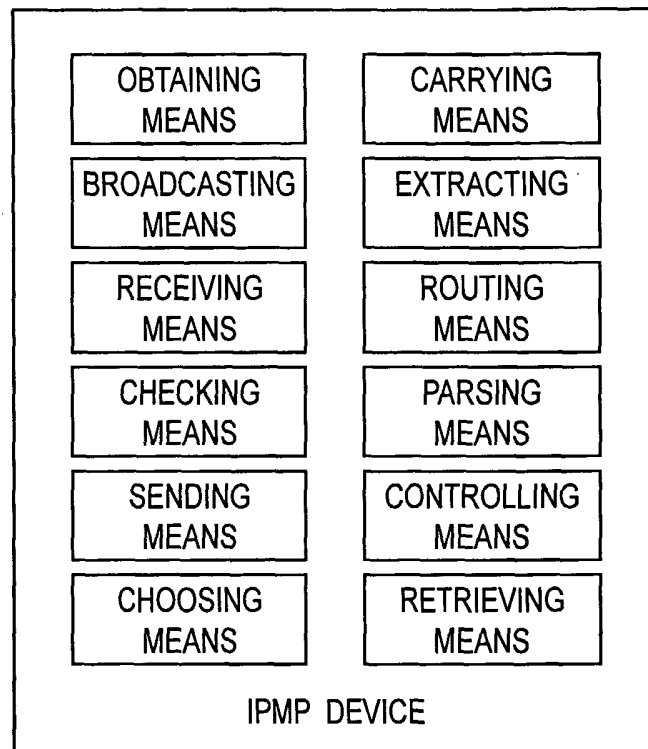 OBTAINING
MEANS
CARRYING
MEANS
BROADCASTING
MEANS
EXTRACTING
MEANS
RECEIVING
MEANS
ROUTING
MEANS
CHECKING
MEANS
PARSING
MEANS
SENDING
MEANS
CONTROLLING
MEANS
CHOOSING
MEANS
RETRIEVING
MEANS
IPMP DEVICE